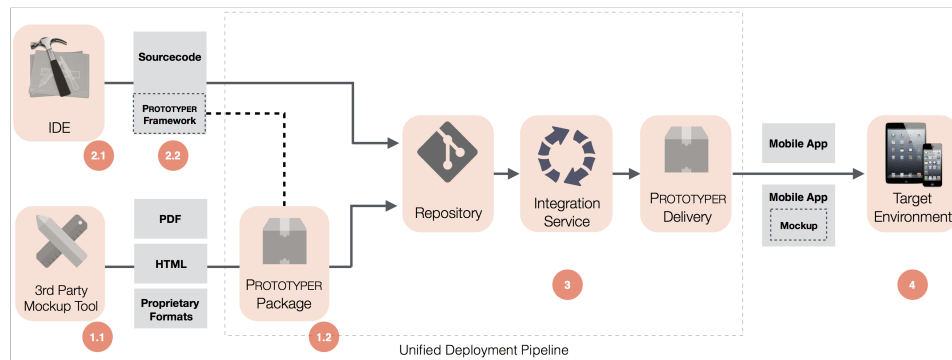 Sourcecode
PROTOTYPER
Framework
IDE
2.1
2.2
PDF
HTML
Proprietary
Formats
3rd Party
Mockup Tool
1.1
PROTOTYPER
Package
1.2
Repository
Integration
Service
3
PROTOTYPER
Delivery
Mobile App
Mobile App
Mockup
Target
Environment
4
Unified Deployment Pipeline